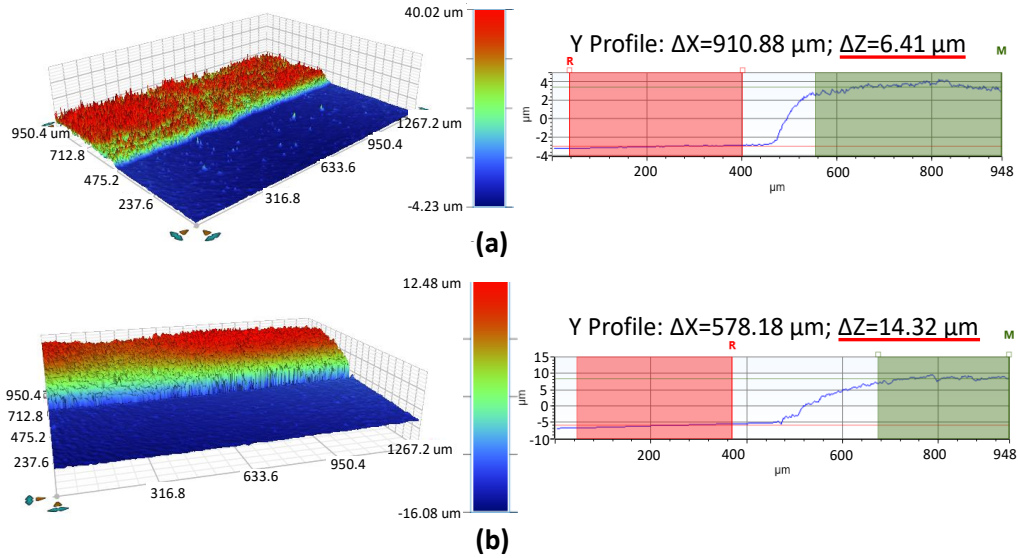 40.02 um
950.4 um
712.8
475.2
237.6
316.8
633.6
950.4
1267.2 um
-4.23 um
Y Profile: ΔX=910.88 µm; ΔZ=6.41 µm
R
M
4
2
0
-2
-4
µm
200
400
600
800
948
µm
(a)
12.48 um
950.4
712.8
475.2
237.6
316.8
633.6
950.4
1267.2 um
-16.08 um
Y Profile: ΔX=578.18 µm; ΔZ=14.32 µm
R
M
15
10
5
0
-5
-10
µm
200
400
600
800
948
µm
(b)